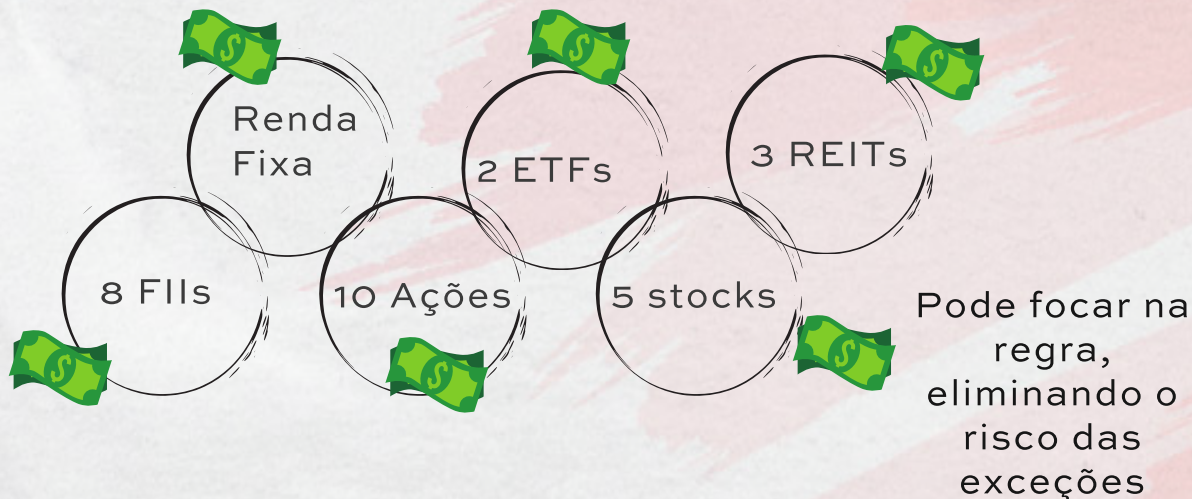 Renda
Fixa
2 ETFs
3 REITs
8 FIIs
10 Ações
5 stocks
Pode focar na
regra,
eliminando o
risco das
exceções